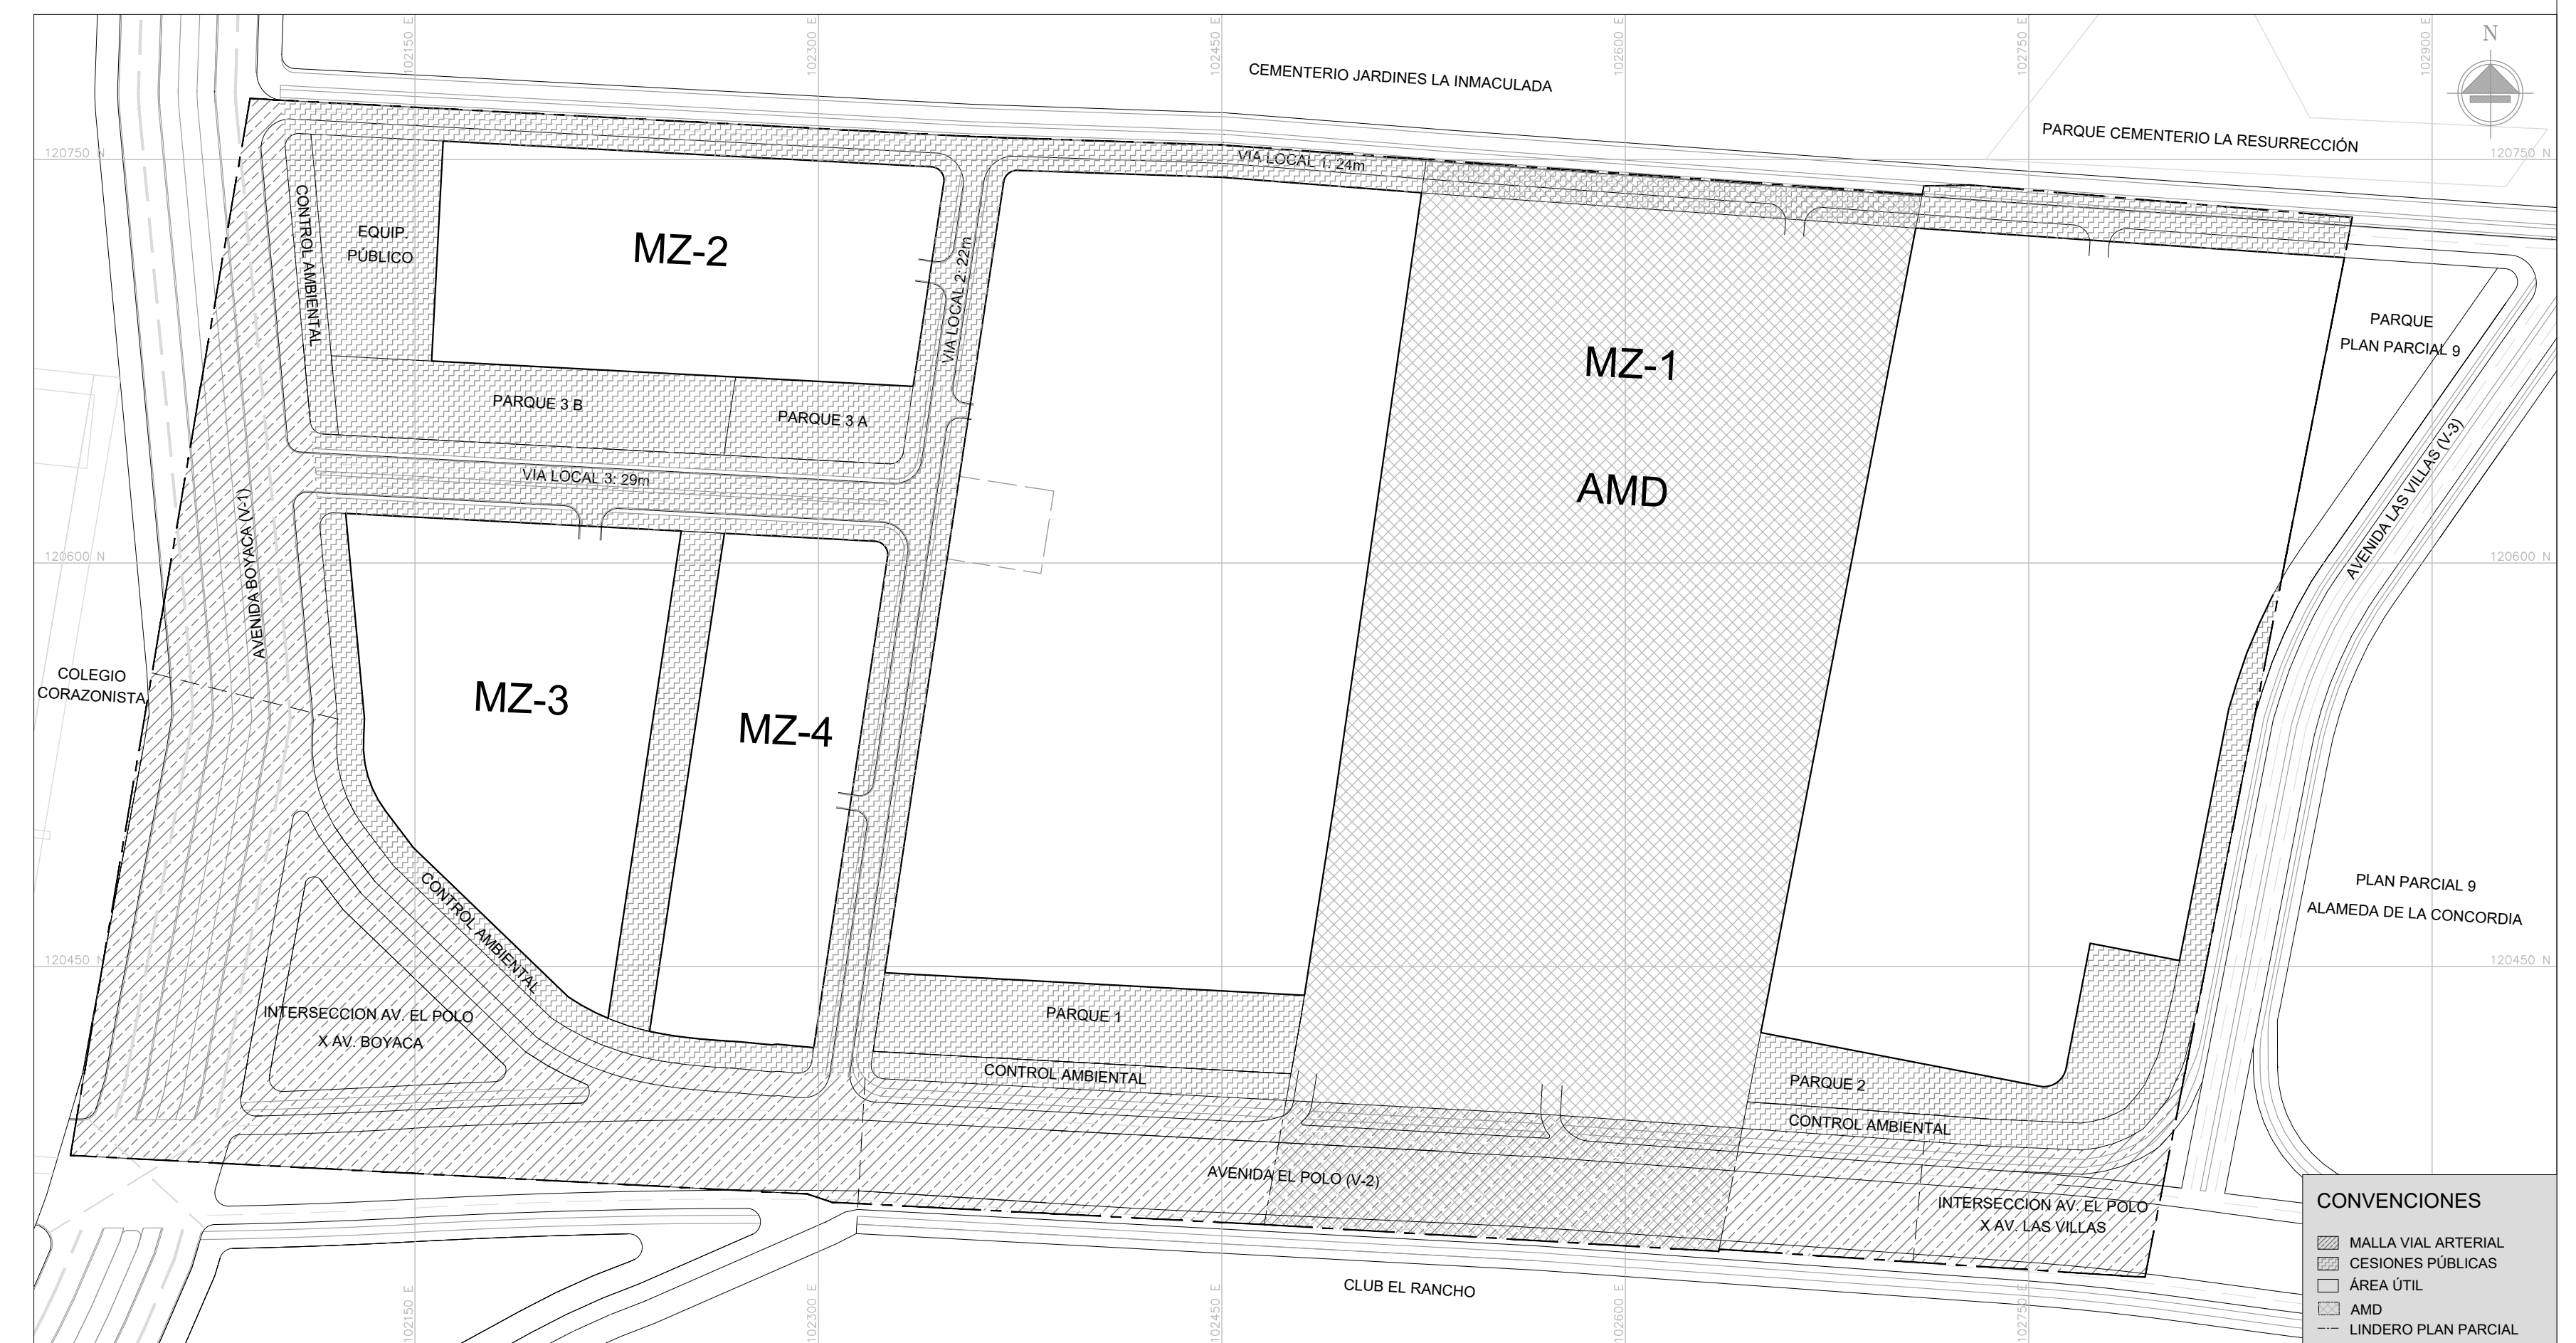 102150 E
102300 E
102450 E
102600 E
102750 E
102900 E
N
CEMENTERIO JARDINES LA INMACULADA
PARQUE CEMENTERIO LA RESURRECCIÓN
120750 N
120750 N
VIA LOCAL 1: 24m
CONTROL AMBIENTAL
EQUIP.
PÚBLICO
MZ-2
VIA LOCAL 2: 22m
MZ-1
AMD
PARQUE
PLAN PARCIAL 9
PARQUE 3 B
PARQUE 3 A
VIA LOCAL 3: 29m
AVENIDA BOYACA (V-1)
AVENIDA LAS VILLAS (V-3)
120600 N
120600 N
COLEGIO
CORAZONISTA
MZ-3
MZ-4
CONTROL AMBIENTAL
PLAN PARCIAL 9
ALAMEDA DE LA CONCORDIA
120450 N
120450 N
INTERSECCION AV. EL POLO
X AV. BOYACA
PARQUE 1
CONTROL AMBIENTAL
PARQUE 2
CONTROL AMBIENTAL
AVENIDA EL POLO (V-2)
INTERSECCION AV. EL POLO
X AV. LAS VILLAS
CLUB EL RANCHO
102150 E
102300 E
102450 E
102600 E
102750 E
CONVENCIONES
MALLA VIAL ARTERIAL
CESIONES PÚBLICAS
ÁREA ÚTIL
AMD
LINDERO PLAN PARCIAL